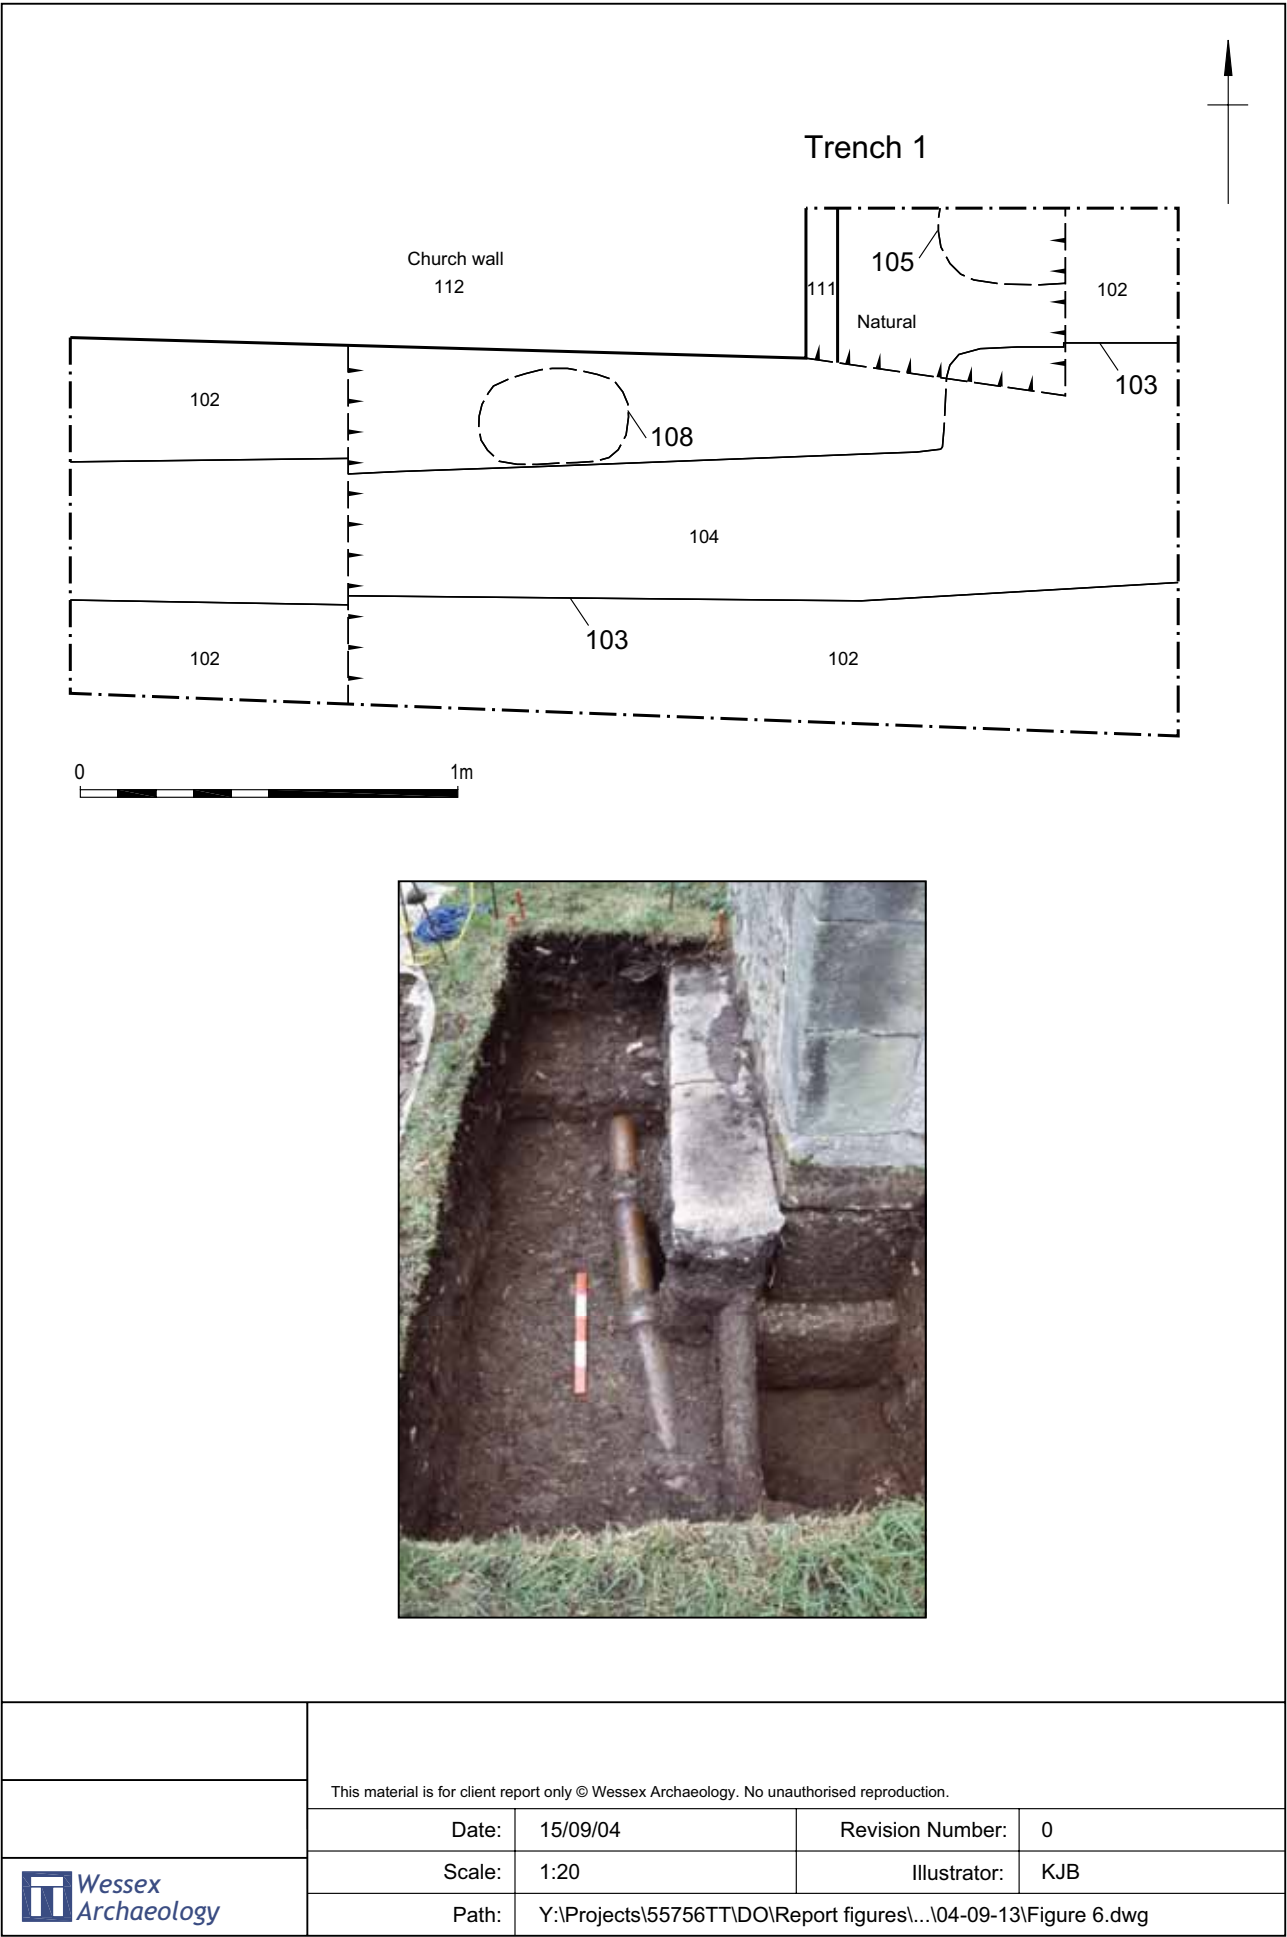 Trench 1
Church wall
112
105
111
102
Natural
103
102
108
104
103
102
102
0 1m
This material is for client report only © Wessex Archaeology. No unauthorised reproduction.
Date: 15/09/04 Revision Number: 0
Scale: 1:20 Illustrator: KJB
Path: Y:\Projects\55756TT\DO\Report figures\...\04-09-13\Figure 6.dwg
Wessex
Archaeology